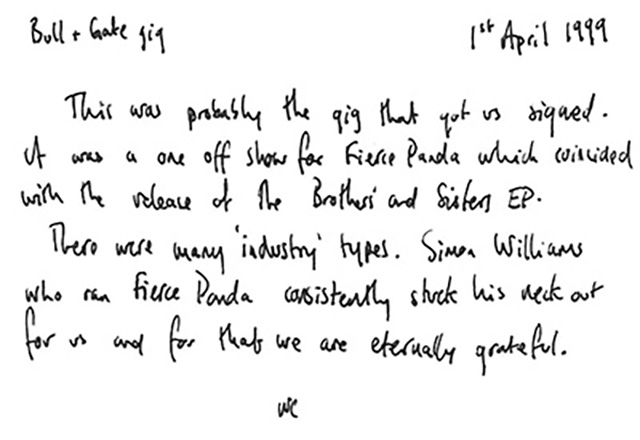 Bull + Gate gig 1st April 1999
This was probably the gig that got us signed.
It was a one off show for Fierce Panda which coincided
with the release of the Brothers' and Sisters EP.
There were many 'industry' types. Simon Williams
who ran Fierce Panda consistently stuck his neck out
for us and for that we are eternally grateful.
WC